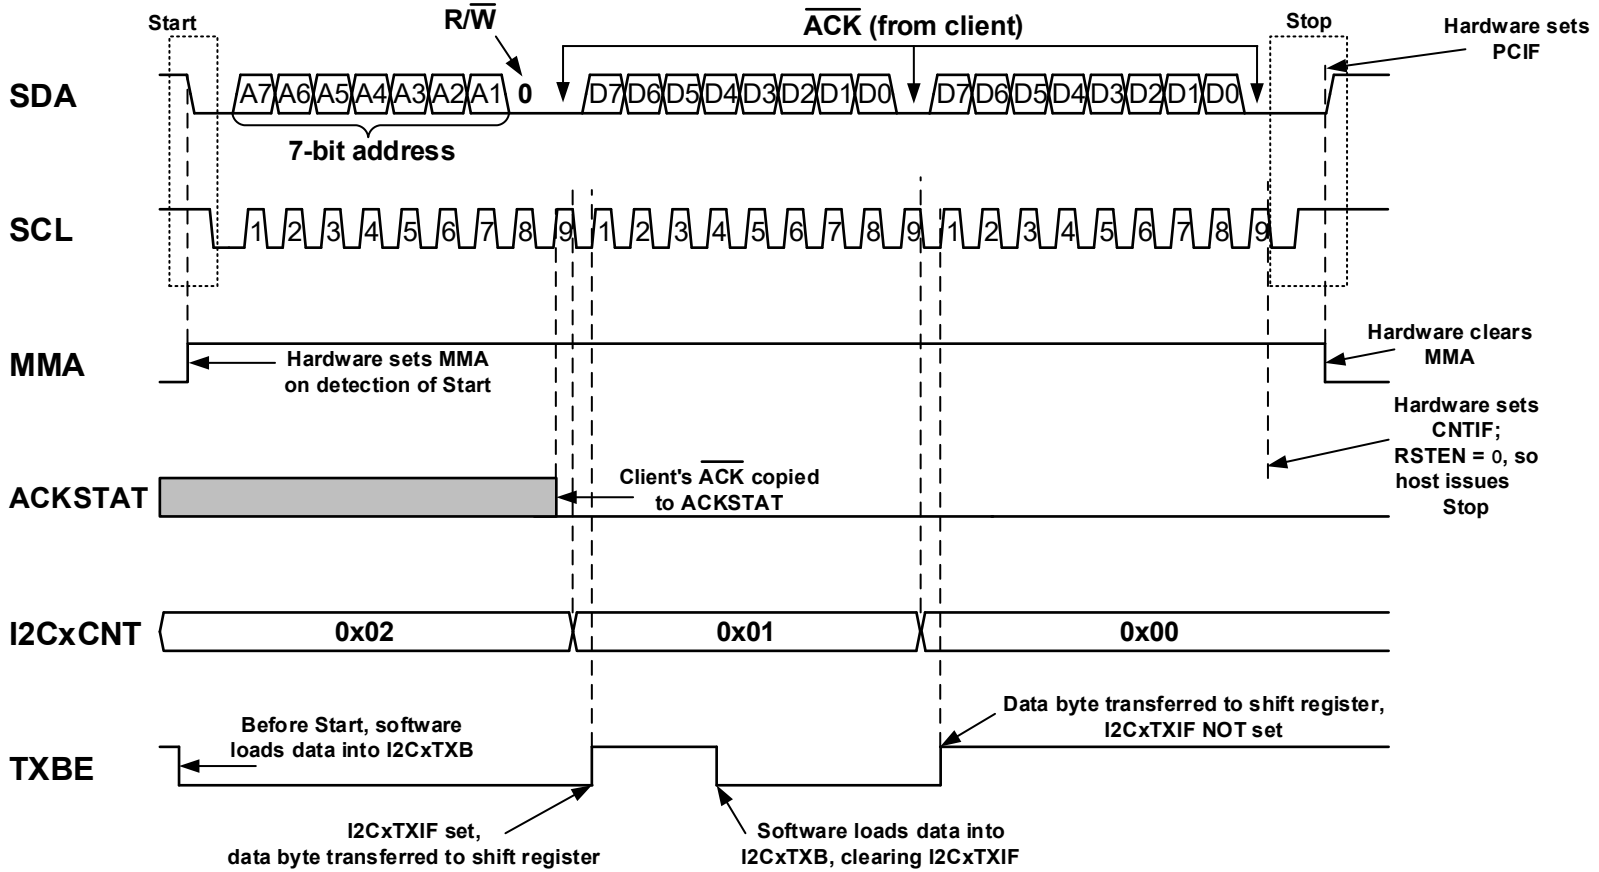 Start
R/W
ACK (from client)
Stop
Hardware sets
PCIF
SDA
A7 A6 A5 A4 A3 A2 A1 0 D7 D6 D5 D4 D3 D2 D1 D0 D7 D6 D5 D4 D3 D2 D1 D0
7-bit address
SCL
1 2 3 4 5 6 7 8 9 1 2 3 4 5 6 7 8 9 1 2 3 4 5 6 7 8 9
MMA
Hardware sets MMA
on detection of Start
Hardware clears
MMA
Hardware sets
CNTIF;
RSTEN = 0, so
host issues
Stop
ACKSTAT
Client's ACK copied
to ACKSTAT
I2CxCNT
0x02 0x01 0x00
TXBE
Before Start, software
loads data into I2CxTXB
Data byte transferred to shift register,
I2CxTXIF NOT set
I2CxTXIF set,
data byte transferred to shift register
Software loads data into
I2CxTXB, clearing I2CxTXIF